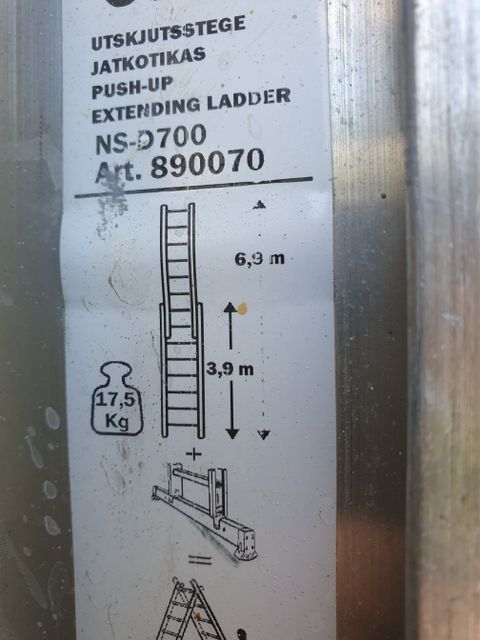 UTSKJUTSSTEGE
JATKOTIKAS
PUSH-UP
EXTENDING LADDER
NS-D700
Art. 890070
6,9 m
3,9 m
17,5
Kg
+
=